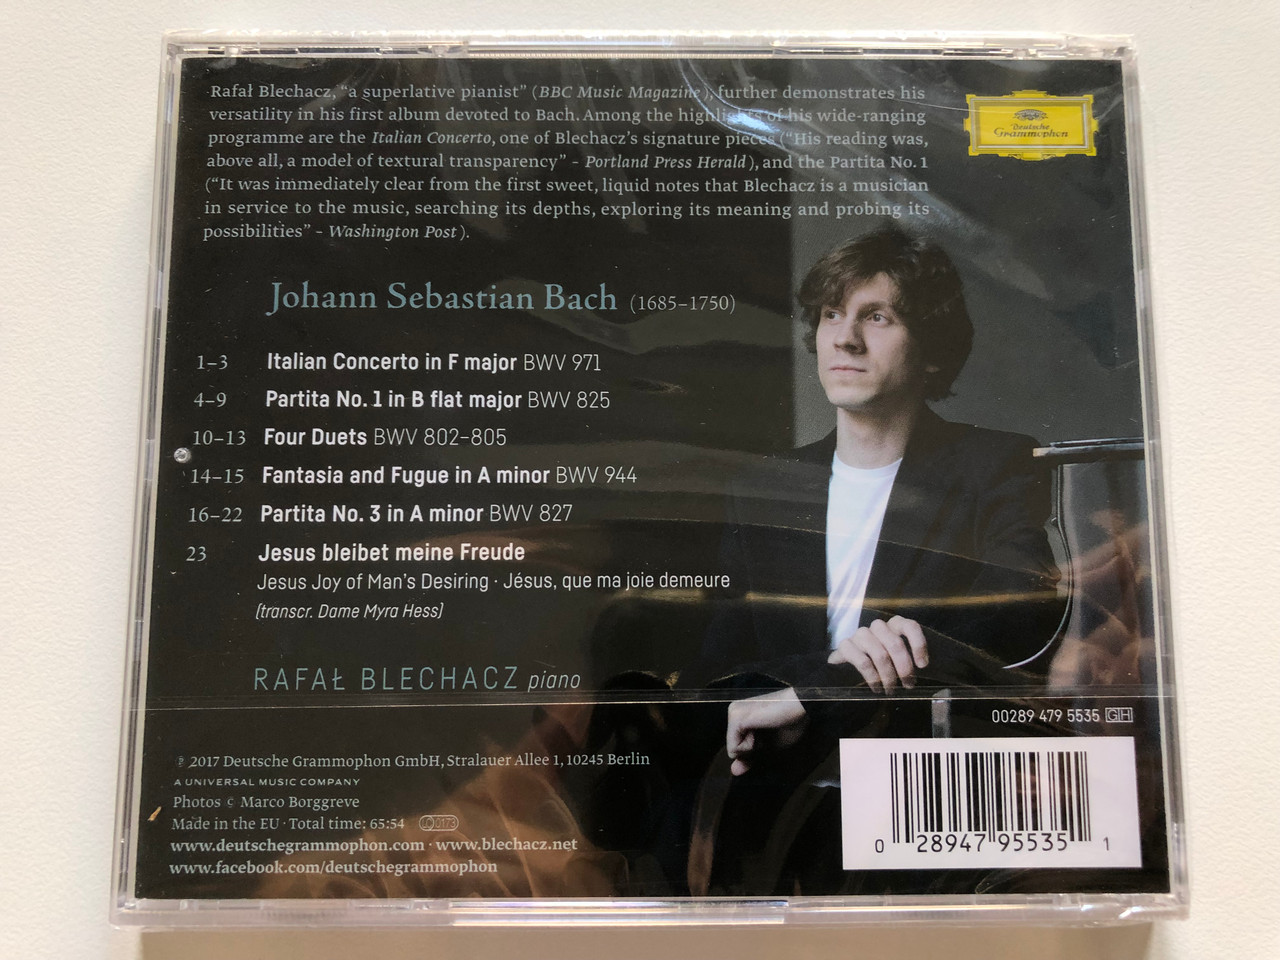 Rafał Blechacz, “a superlative pianist” (BBC Music Magazine), further demonstrates his
versatility in his first album devoted to Bach. Among the highlights of his wide-ranging
programme are the Italian Concerto, one of Blechacz’s signature pieces (“His reading was,
above all, a model of textural transparency” – Portland Press Herald), and the Partita No. 1
(“It was immediately clear from the first sweet, liquid notes that Blechacz is a musician
in service to the music, searching its depths, exploring its meaning and probing its
possibilities” – Washington Post).
Deutsche
Grammophon
Johann Sebastian Bach (1685–1750)
1–3 Italian Concerto in F major BWV 971
4–9 Partita No. 1 in B flat major BWV 825
10–13 Four Duets BWV 802–805
14–15 Fantasia and Fugue in A minor BWV 944
16–22 Partita No. 3 in A minor BWV 827
23 Jesus bleibet meine Freude
Jesus Joy of Man’s Desiring · Jésus, que ma joie demeure
(transcr. Dame Myra Hess)
RAFAŁ BLECHACZ piano
00289 479 5535 GH
℗ 2017 Deutsche Grammophon GmbH, Stralauer Allee 1, 10245 Berlin
A UNIVERSAL MUSIC COMPANY
Photos © Marco Borggreve
Made in the EU · Total time: 65:54 LC 0173
www.deutschegrammophon.com · www.blechacz.net
www.facebook.com/deutschegrammophon
0 28947 95535 1